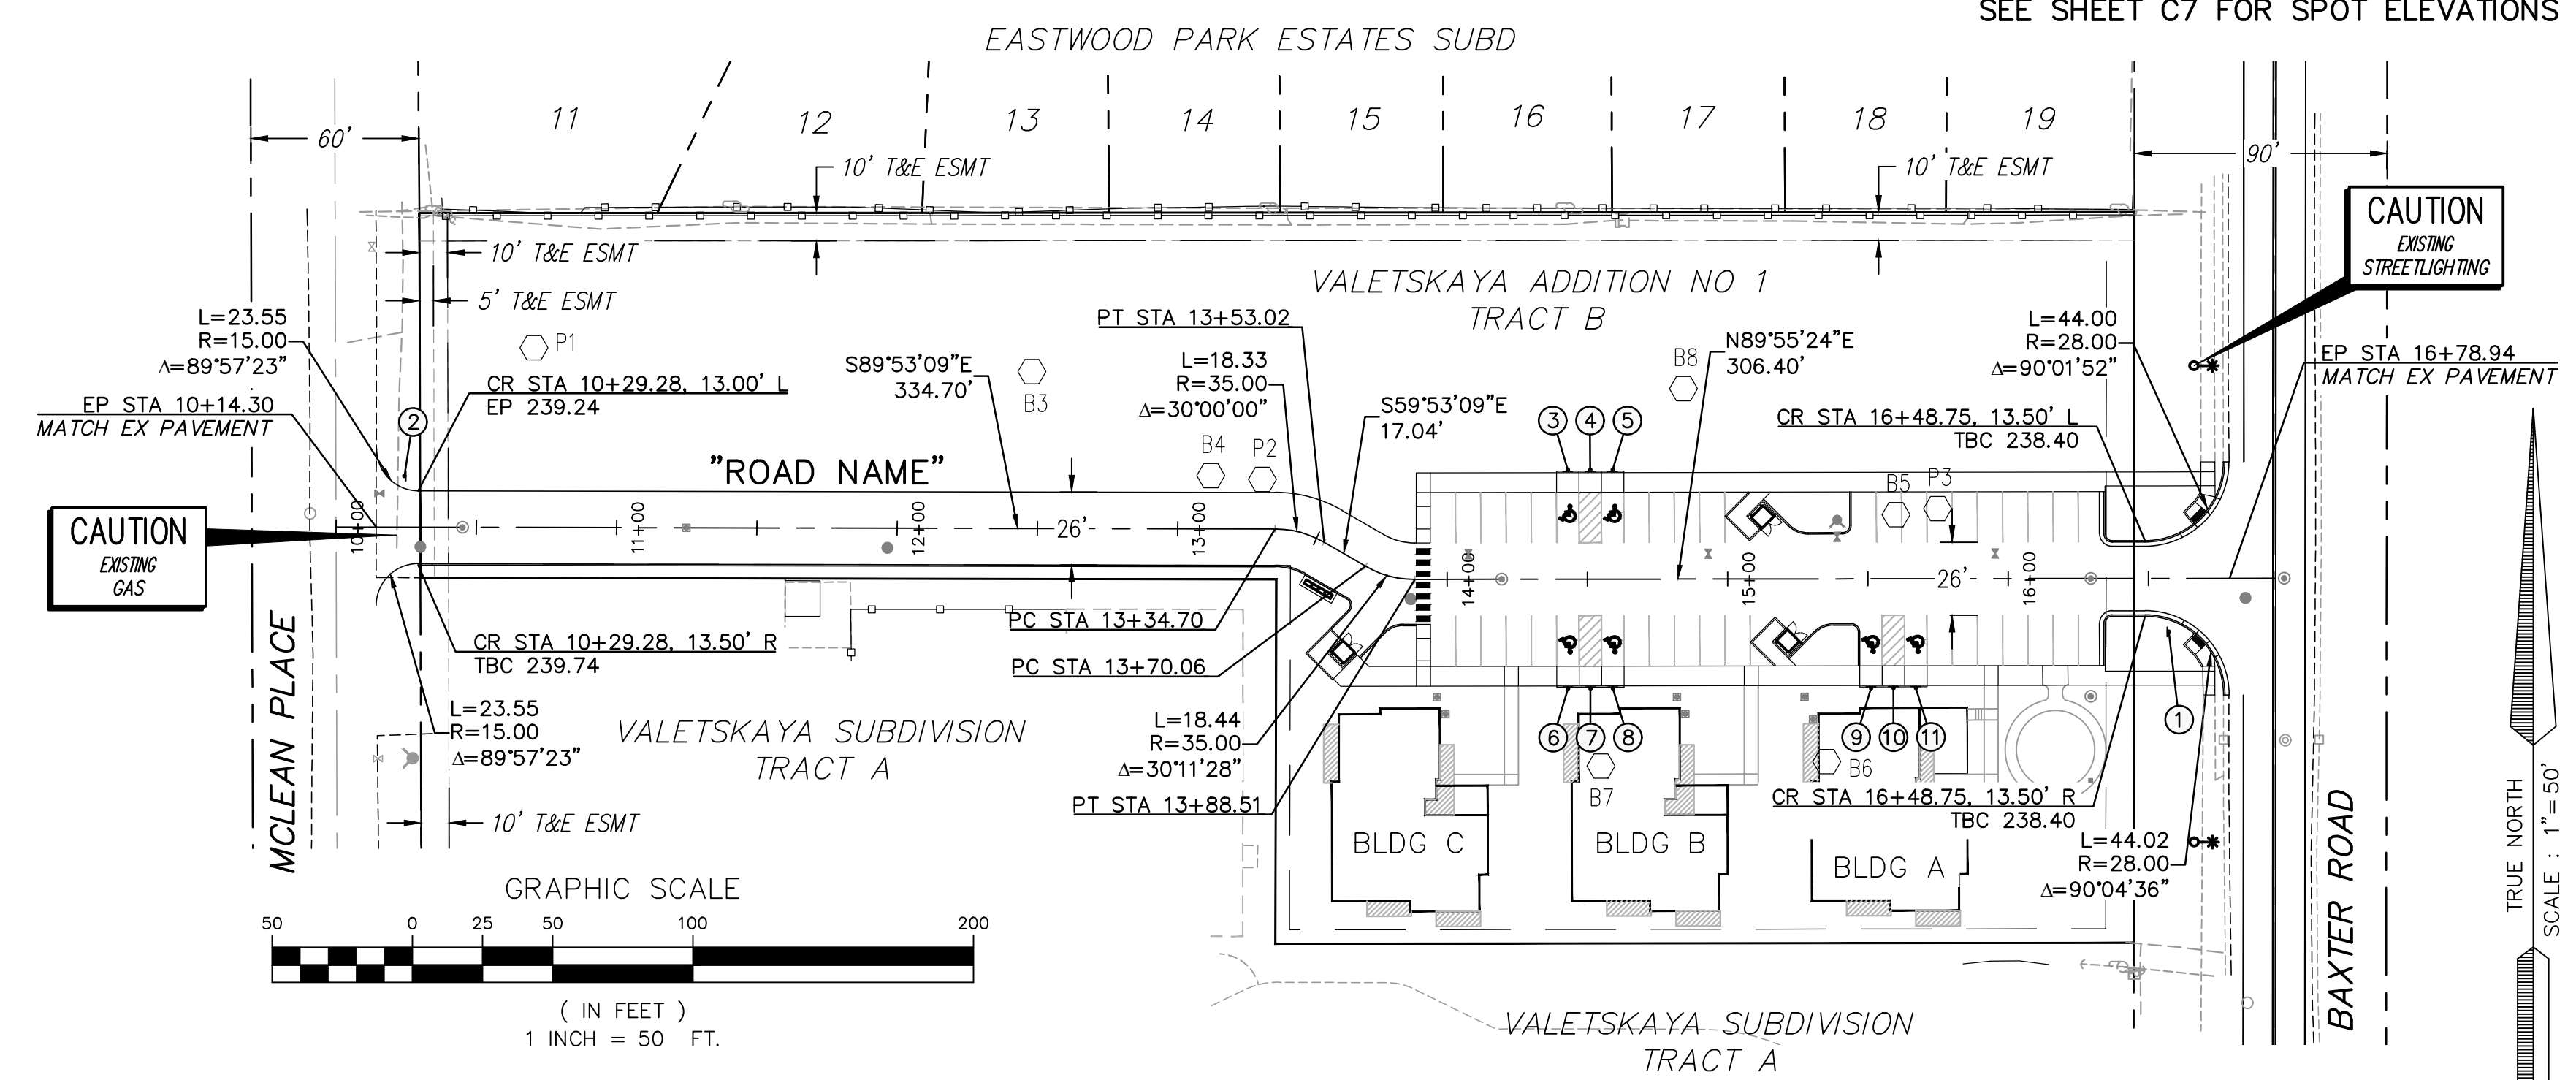 SEE SHEET C7 FOR SPOT ELEVATIONS
EASTWOOD PARK ESTATES SUBD
11
12
13
14
15
16
17
18
19
60'
90'
10' T&E ESMT
10' T&E ESMT
CAUTION
EXISTING
STREETLIGHTING
10' T&E ESMT
5' T&E ESMT
VALETSKAYA ADDITION NO 1
TRACT B
L=23.55
R=15.00
Δ=89°57'23"
P1
PT STA 13+53.02
L=18.33
R=35.00
Δ=30°00'00"
S89°53'09"E
334.70'
B3
B8
N89°55'24"E
306.40'
L=44.00
R=28.00
Δ=90°01'52"
EP STA 16+78.94
MATCH EX PAVEMENT
CR STA 10+29.28, 13.00' L
EP 239.24
EP STA 10+14.30
MATCH EX PAVEMENT
2
S59°53'09"E
17.04'
3
4
5
CR STA 16+48.75, 13.50' L
TBC 238.40
"ROAD NAME"
B4
P2
B5
P3
CAUTION
EXISTING
GAS
10+00
11+00
12+00
26'
13+00
14+00
15+00
26'
16+00
PC STA 13+34.70
PC STA 13+70.06
CR STA 10+29.28, 13.50' R
TBC 239.74
MCLEAN PLACE
L=23.55
R=15.00
Δ=89°57'23"
VALETSKAYA SUBDIVISION
TRACT A
L=18.44
R=35.00
Δ=30°11'28"
PT STA 13+88.51
6
7
8
9
10
11
1
B7
B6
CR STA 16+48.75, 13.50' R
TBC 238.40
L=44.02
R=28.00
Δ=90°04'36"
10' T&E ESMT
BLDG C
BLDG B
BLDG A
BAXTER ROAD
TRUE NORTH
SCALE : 1"= 50'
GRAPHIC SCALE
50 0 25 50 100 200
( IN FEET )
1 INCH = 50 FT.
VALETSKAYA SUBDIVISION
TRACT A